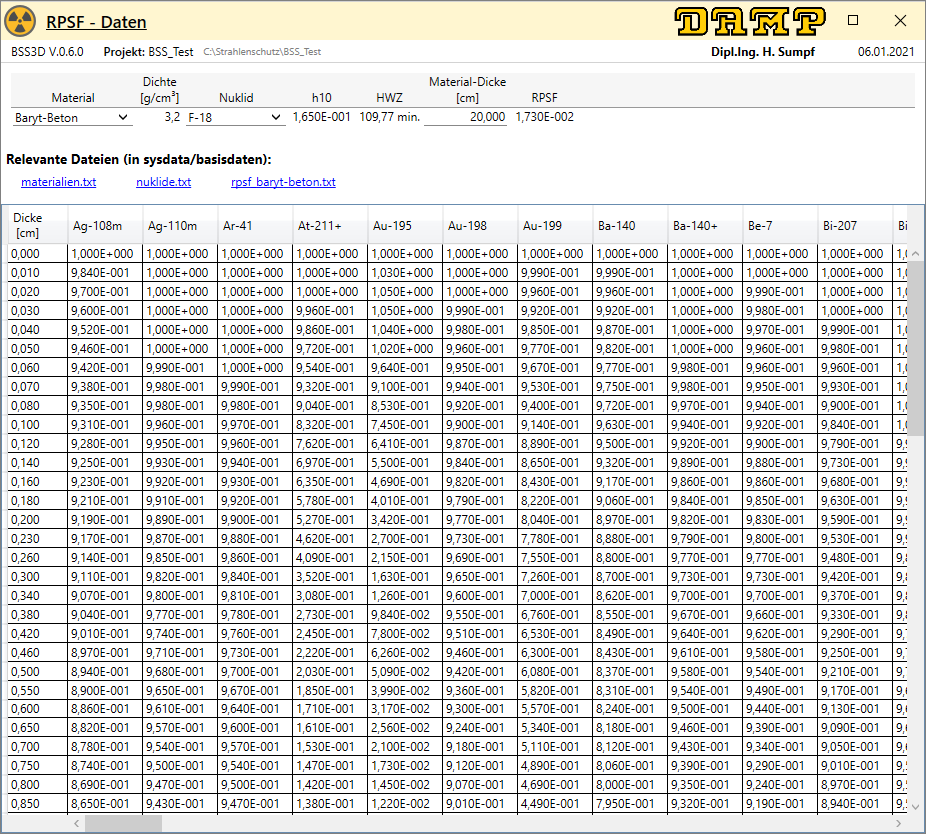 RPSF - Daten DAMP
BSS3D V.0.6.0 Projekt: BSS_Test C:\Strahlenschutz\BSS_Test Dipl.Ing. H. Sumpf 06.01.2021
Dichte Material-Dicke
Material [g/cm³] Nuklid h10 HWZ [cm] RPSF
Baryt-Beton 3,2 F-18 1,650E-001 109,77 min. 20,000 1,730E-002
Relevante Dateien (in sysdata/basisdaten):
materialien.txt nuklide.txt rpsf_baryt-beton.txt
Dicke
[cm] Ag-108m Ag-110m Ar-41 At-211+ Au-195 Au-198 Au-199 Ba-140 Ba-140+ Be-7 Bi-207 Bi
0,000 1,000E+000 1,000E+000 1,000E+000 1,000E+000 1,000E+000 1,000E+000 1,000E+000 1,000E+000 1,000E+000 1,000E+000 1,000E+000
0,010 9,840E-001 1,000E+000 1,000E+000 1,000E+000 1,030E+000 1,000E+000 9,990E-001 9,990E-001 1,000E+000 1,000E+000 1,000E+000
0,020 9,700E-001 1,000E+000 1,000E+000 1,000E+000 1,050E+000 1,000E+000 9,960E-001 9,960E-001 1,000E+000 9,990E-001 1,000E+000
0,030 9,600E-001 1,000E+000 1,000E+000 9,960E-001 1,050E+000 9,990E-001 9,920E-001 9,920E-001 1,000E+000 9,980E-001 1,000E+000
0,040 9,520E-001 1,000E+000 1,000E+000 9,860E-001 1,040E+000 9,980E-001 9,850E-001 9,870E-001 1,000E+000 9,970E-001 9,990E-001
0,050 9,460E-001 1,000E+000 1,000E+000 9,720E-001 1,020E+000 9,960E-001 9,770E-001 9,820E-001 1,000E+000 9,960E-001 9,980E-001
0,060 9,420E-001 9,990E-001 1,000E+000 9,540E-001 9,640E-001 9,950E-001 9,670E-001 9,770E-001 9,980E-001 9,960E-001 9,960E-001
0,070 9,380E-001 9,980E-001 9,990E-001 9,320E-001 9,100E-001 9,940E-001 9,530E-001 9,750E-001 9,980E-001 9,950E-001 9,930E-001
0,080 9,350E-001 9,980E-001 9,980E-001 9,040E-001 8,530E-001 9,920E-001 9,400E-001 9,720E-001 9,970E-001 9,940E-001 9,900E-001
0,100 9,310E-001 9,960E-001 9,970E-001 8,320E-001 7,450E-001 9,900E-001 9,140E-001 9,630E-001 9,940E-001 9,920E-001 9,840E-001
0,120 9,280E-001 9,950E-001 9,960E-001 7,620E-001 6,410E-001 9,870E-001 8,890E-001 9,500E-001 9,920E-001 9,900E-001 9,790E-001
0,140 9,250E-001 9,930E-001 9,940E-001 6,970E-001 5,500E-001 9,840E-001 8,650E-001 9,320E-001 9,890E-001 9,880E-001 9,730E-001
0,160 9,230E-001 9,920E-001 9,930E-001 6,350E-001 4,690E-001 9,820E-001 8,430E-001 9,170E-001 9,860E-001 9,860E-001 9,680E-001
0,180 9,210E-001 9,910E-001 9,920E-001 5,780E-001 4,010E-001 9,790E-001 8,220E-001 9,060E-001 9,840E-001 9,850E-001 9,630E-001
0,200 9,190E-001 9,890E-001 9,900E-001 5,270E-001 3,420E-001 9,770E-001 8,040E-001 8,970E-001 9,820E-001 9,830E-001 9,590E-001
0,230 9,170E-001 9,870E-001 9,880E-001 4,620E-001 2,700E-001 9,730E-001 7,780E-001 8,880E-001 9,790E-001 9,800E-001 9,530E-001
0,260 9,140E-001 9,850E-001 9,860E-001 4,090E-001 2,150E-001 9,690E-001 7,550E-001 8,800E-001 9,770E-001 9,770E-001 9,480E-001
0,300 9,110E-001 9,820E-001 9,840E-001 3,520E-001 1,630E-001 9,650E-001 7,260E-001 8,700E-001 9,730E-001 9,730E-001 9,420E-001
0,340 9,070E-001 9,800E-001 9,810E-001 3,080E-001 1,260E-001 9,600E-001 7,000E-001 8,620E-001 9,700E-001 9,700E-001 9,370E-001
0,380 9,040E-001 9,770E-001 9,780E-001 2,730E-001 9,840E-002 9,550E-001 6,760E-001 8,550E-001 9,670E-001 9,660E-001 9,330E-001
0,420 9,010E-001 9,740E-001 9,760E-001 2,450E-001 7,800E-002 9,510E-001 6,530E-001 8,490E-001 9,640E-001 9,620E-001 9,290E-001
0,460 8,970E-001 9,710E-001 9,730E-001 2,220E-001 6,260E-002 9,460E-001 6,300E-001 8,430E-001 9,610E-001 9,580E-001 9,250E-001
0,500 8,940E-001 9,680E-001 9,700E-001 2,030E-001 5,090E-002 9,420E-001 6,080E-001 8,370E-001 9,580E-001 9,540E-001 9,210E-001
0,550 8,900E-001 9,650E-001 9,670E-001 1,850E-001 3,990E-002 9,360E-001 5,820E-001 8,310E-001 9,540E-001 9,490E-001 9,170E-001
0,600 8,860E-001 9,610E-001 9,640E-001 1,710E-001 3,170E-002 9,300E-001 5,570E-001 8,240E-001 9,500E-001 9,440E-001 9,130E-001
0,650 8,820E-001 9,570E-001 9,600E-001 1,610E-001 2,560E-002 9,240E-001 5,340E-001 8,180E-001 9,460E-001 9,390E-001 9,090E-001
0,700 8,780E-001 9,540E-001 9,570E-001 1,530E-001 2,100E-002 9,180E-001 5,110E-001 8,120E-001 9,430E-001 9,340E-001 9,050E-001
0,750 8,740E-001 9,500E-001 9,540E-001 1,470E-001 1,730E-002 9,120E-001 4,890E-001 8,060E-001 9,390E-001 9,290E-001 9,010E-001
0,800 8,690E-001 9,470E-001 9,500E-001 1,420E-001 1,450E-002 9,070E-001 4,690E-001 8,000E-001 9,350E-001 9,240E-001 8,970E-001
0,850 8,650E-001 9,430E-001 9,470E-001 1,380E-001 1,220E-002 9,010E-001 4,490E-001 7,950E-001 9,320E-001 9,190E-001 8,940E-001